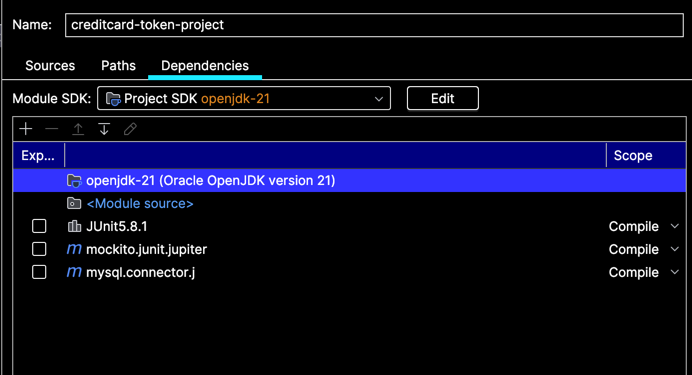 Name: creditcard-token-project
Sources Paths Dependencies
Module SDK: Project SDK openjdk-21 Edit
Exp... Scope
openjdk-21 (Oracle OpenJDK version 21)
<Module source>
JUnit5.8.1 Compile
m mockito.junit.jupiter Compile
m mysql.connector.j Compile